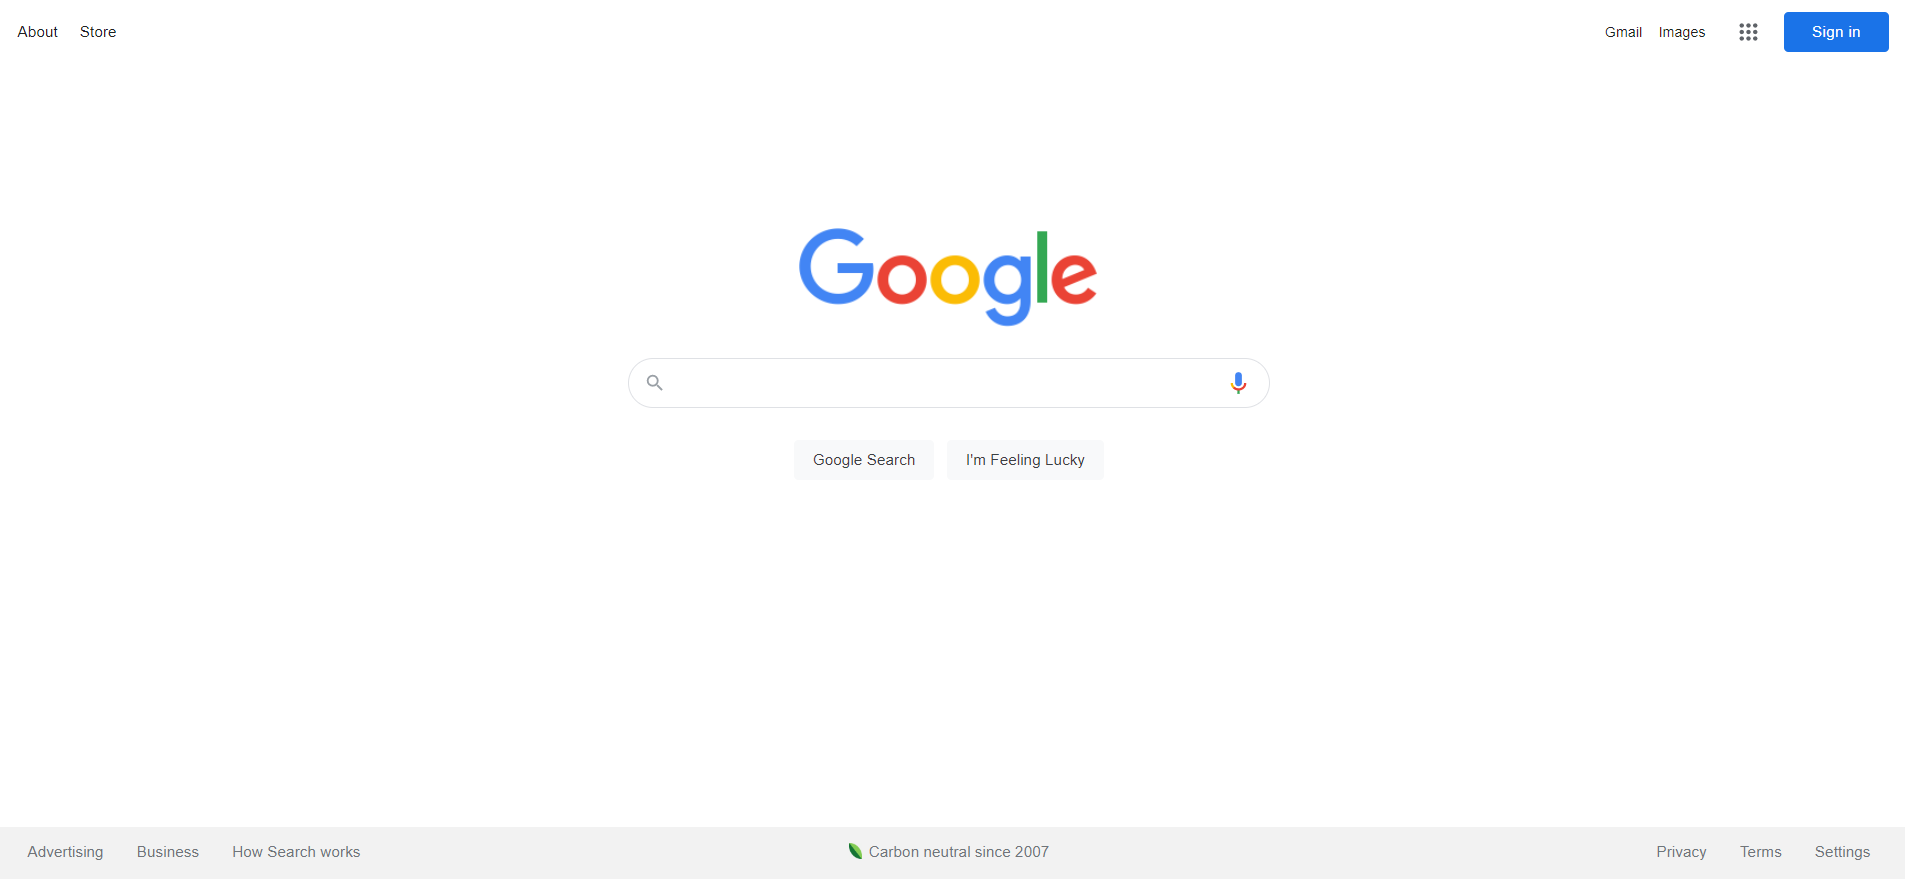 About Store Gmail Images Sign in
Google
Google Search I'm Feeling Lucky
Carbon neutral since 2007
Advertising Business How Search works Privacy Terms Settings